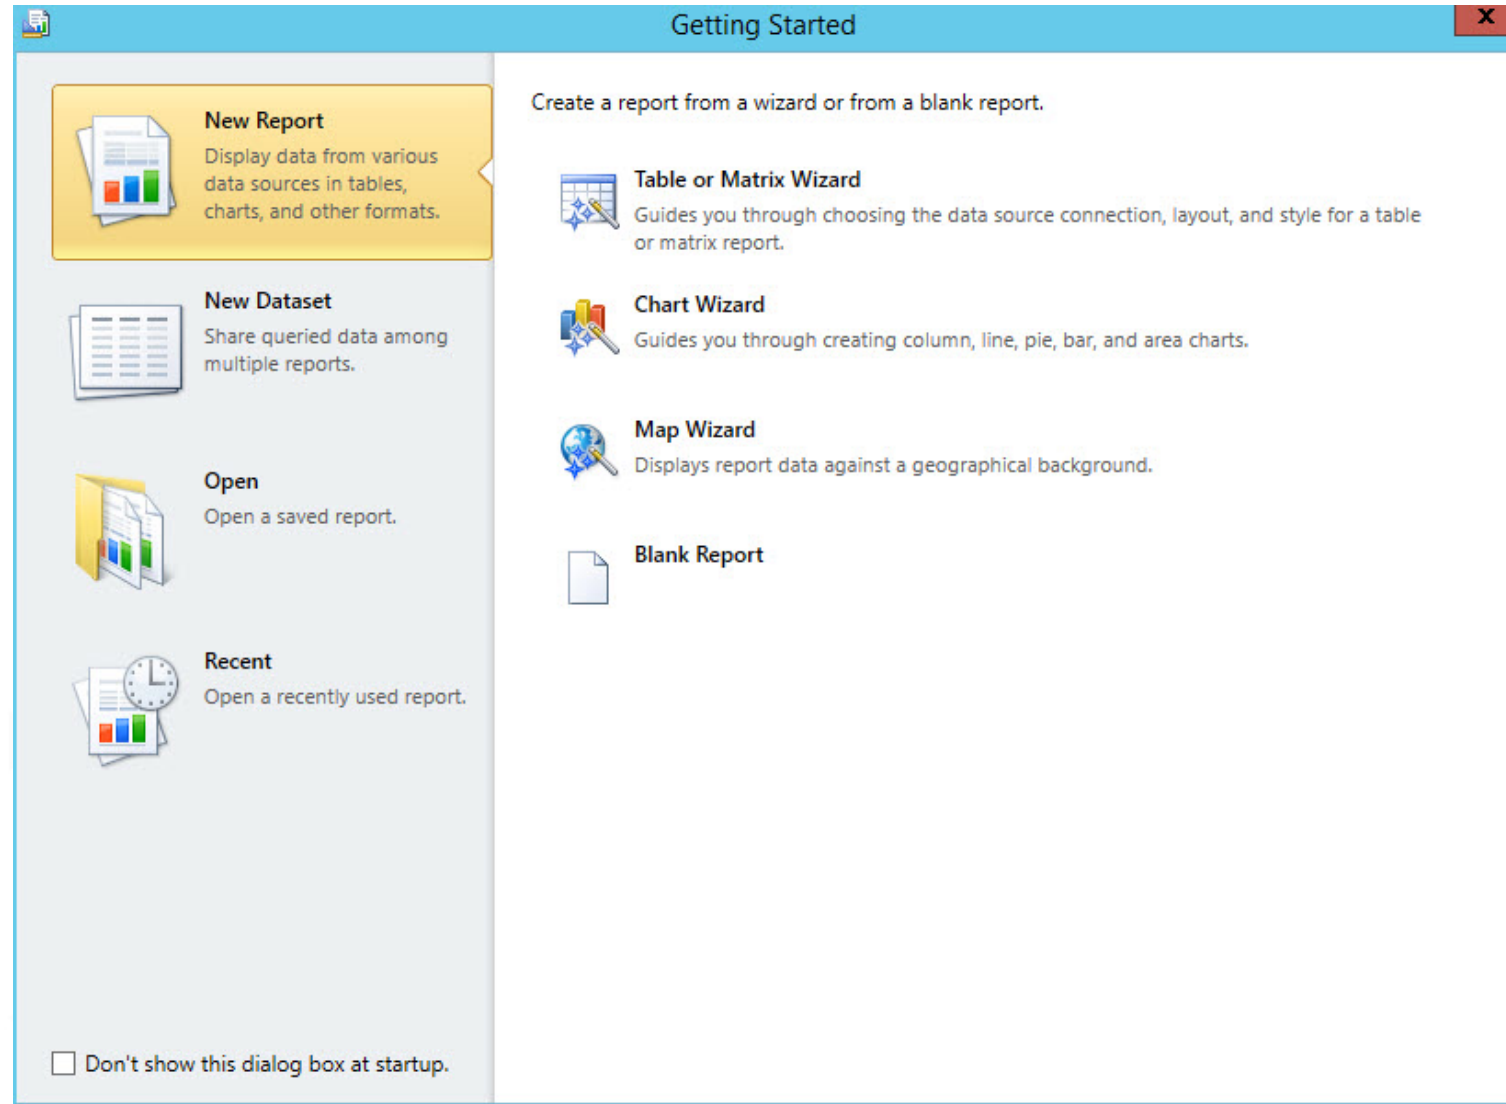 Getting Started
X
New Report
Display data from various
data sources in tables,
charts, and other formats.
New Dataset
Share queried data among
multiple reports.
Open
Open a saved report.
Recent
Open a recently used report.
Don't show this dialog box at startup.
Create a report from a wizard or from a blank report.
Table or Matrix Wizard
Guides you through choosing the data source connection, layout, and style for a table
or matrix report.
Chart Wizard
Guides you through creating column, line, pie, bar, and area charts.
Map Wizard
Displays report data against a geographical background.
Blank Report